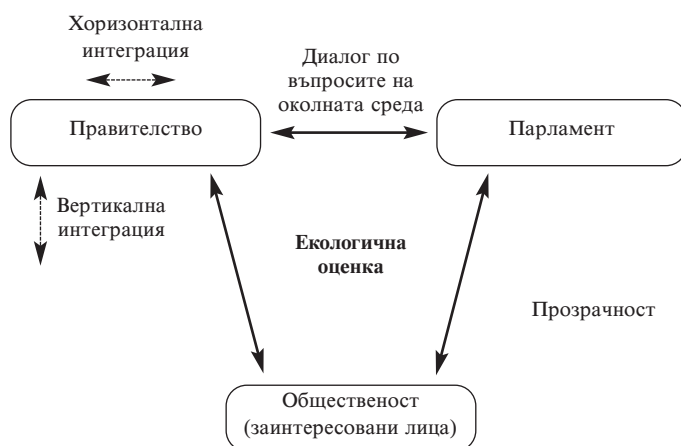 Хоризонтална
интеграция
Диалог по
въпросите на
околната среда
Правителство
Парламент
Вертикална
интеграция
Екологична
оценка
Прозрачност
Общественост
(заинтересовани лица)